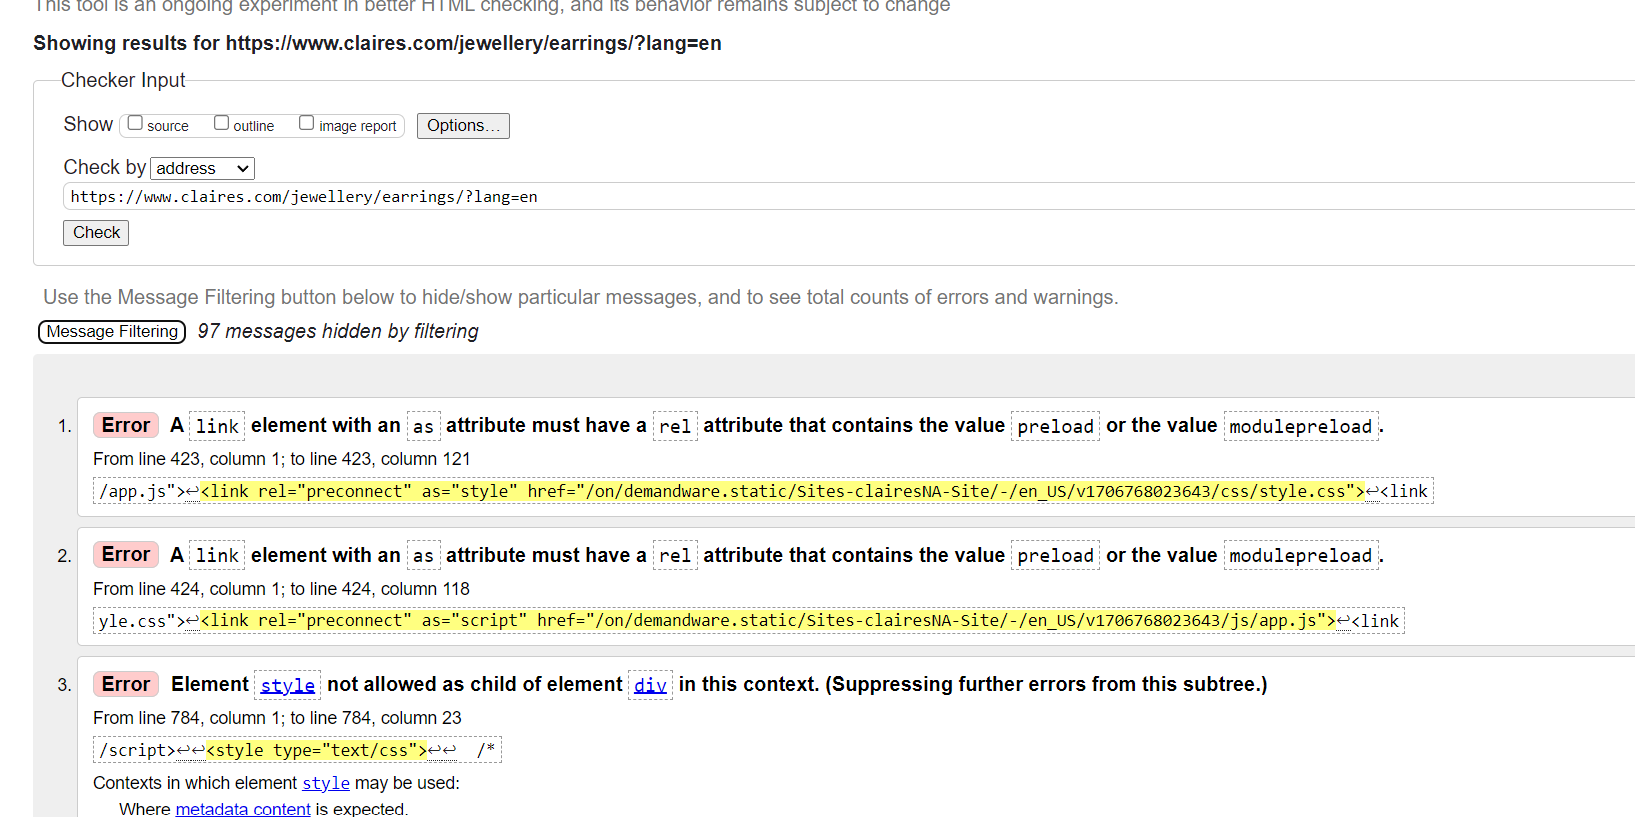 This tool is an ongoing experiment in better HTML checking, and its behavior remains subject to change
Showing results for https://www.claires.com/jewellery/earrings/?lang=en
Checker Input
Show source outline image report Options...
Check by address
https://www.claires.com/jewellery/earrings/?lang=en
Check
Use the Message Filtering button below to hide/show particular messages, and to see total counts of errors and warnings.
Message Filtering 97 messages hidden by filtering
1. Error A link element with an as attribute must have a rel attribute that contains the value preload or the value modulepreload.
From line 423, column 1; to line 423, column 121
/app.js">↩<link rel="preconnect" as="style" href="/on/demandware.static/Sites-clairesNA-Site/-/en_US/v1706768023643/css/style.css">↩<link
2. Error A link element with an as attribute must have a rel attribute that contains the value preload or the value modulepreload.
From line 424, column 1; to line 424, column 118
yle.css">↩<link rel="preconnect" as="script" href="/on/demandware.static/Sites-clairesNA-Site/-/en_US/v1706768023643/js/app.js">↩<link
3. Error Element style not allowed as child of element div in this context. (Suppressing further errors from this subtree.)
From line 784, column 1; to line 784, column 23
/script>↩↩<style type="text/css">↩↩ /*
Contexts in which element style may be used:
Where metadata content is expected.